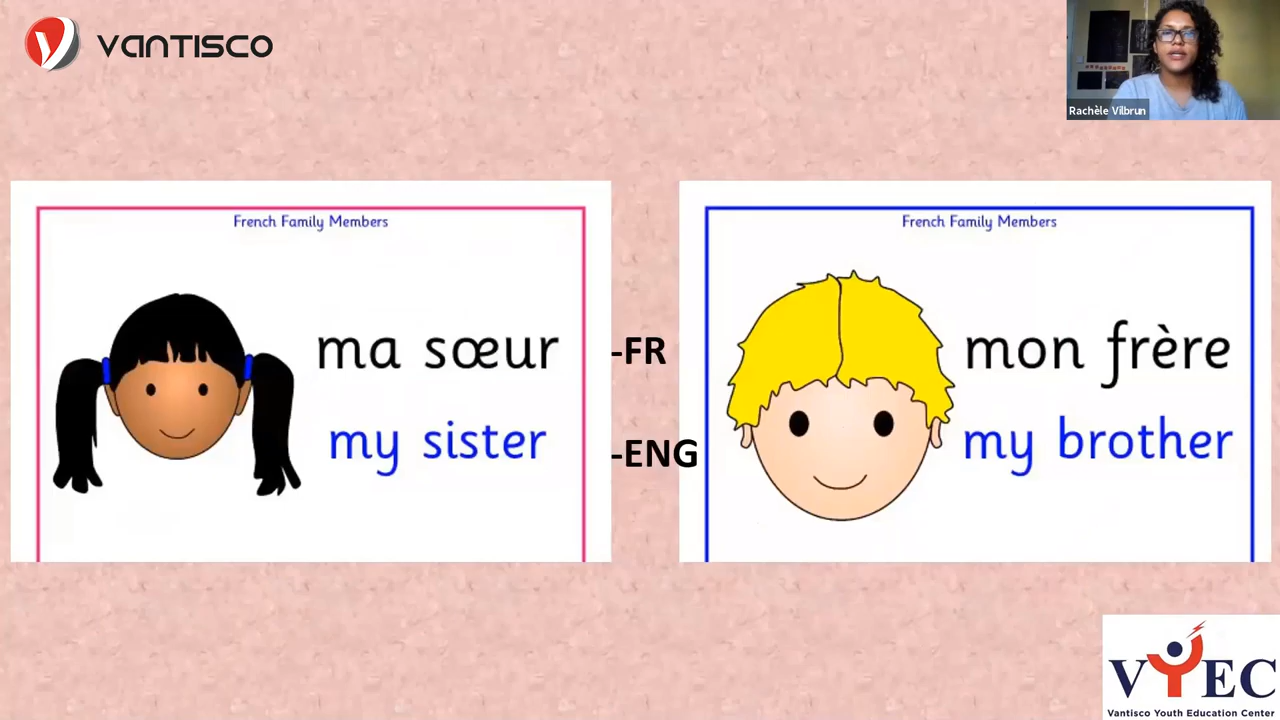 VANTISCO
Rachèle Vilbrun
French Family Members
ma sœur
my sister
-FR
-ENG
French Family Members
mon frère
my brother
VYEC
Vantisco Youth Education Center